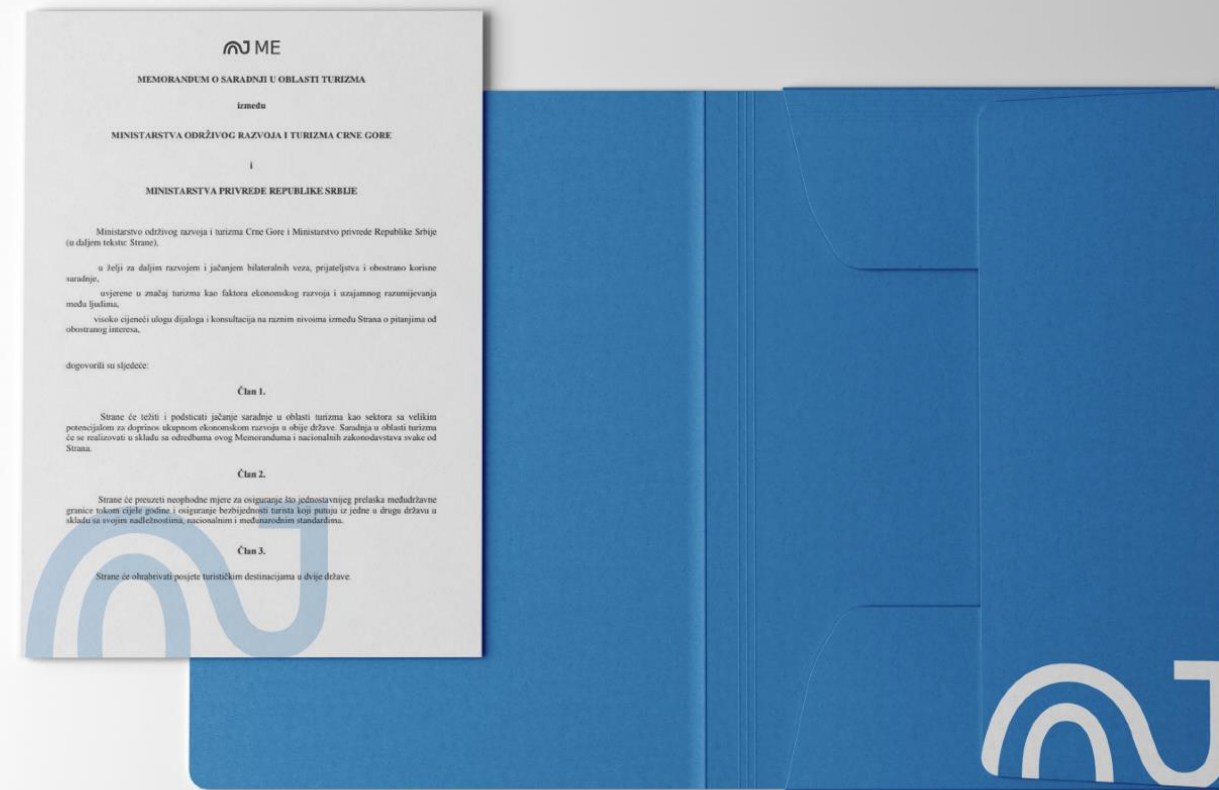 ME
MEMORANDUM O SARADNJI U OBLASTI TURIZMA
između
MINISTARSTVA ODRŽIVOG RAZVOJA I TURIZMA CRNE GORE
i
MINISTARSTVA PRIVREDE REPUBLIKE SRBIJE
Ministarstvo održivog razvoja i turizma Crne Gore i Ministarstvo privrede Republike Srbije
(u daljem tekstu: Strane),
u želji za daljim razvojem i jačanjem bilateralnih veza, prijateljstva i obostrano korisne
saradnje,
uvjerene u značaj turizma kao faktora ekonomskog razvoja i uzajamnog razumijevanja
među ljudima,
visoko cijeneći ulogu dijaloga i konsultacija na raznim nivoima između Strana o pitanjima od
obostranog interesa,
dogovorili su sljedeće:
Član 1.
Strane će težiti i podsticati jačanje saradnje u oblasti turizma kao sektora sa velikim
potencijalom za doprinos ukupnom ekonomskom razvoju u obije države. Saradnja u oblasti turizma
će se realizovati u skladu sa odredbama ovog Memoranduma i nacionalnih zakonodavstava svake od
Strana.
Član 2.
Strane će preuzeti neophodne mjere za osiguranje što jednostavnijeg prelaska međudržavne
granice tokom cijele godine i osiguranje bezbijednosti turista koji putuju iz jedne u drugu državu u
skladu sa svojim nadležnostima, nacionalnim i međunarodnim standardima.
Član 3.
Strane će ohrabrivati posjete turističkim destinacijama u dvije države.